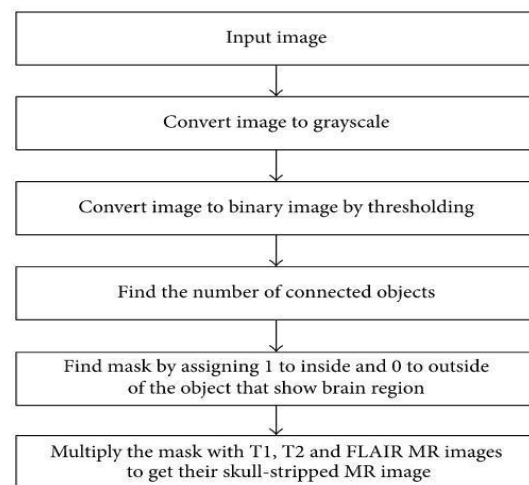 Input image
Convert image to grayscale
Convert image to binary image by thresholding
Find the number of connected objects
Find mask by assigning 1 to inside and 0 to outside
of the object that show brain region
Multiply the mask with T1, T2 and FLAIR MR images
to get their skull-stripped MR image